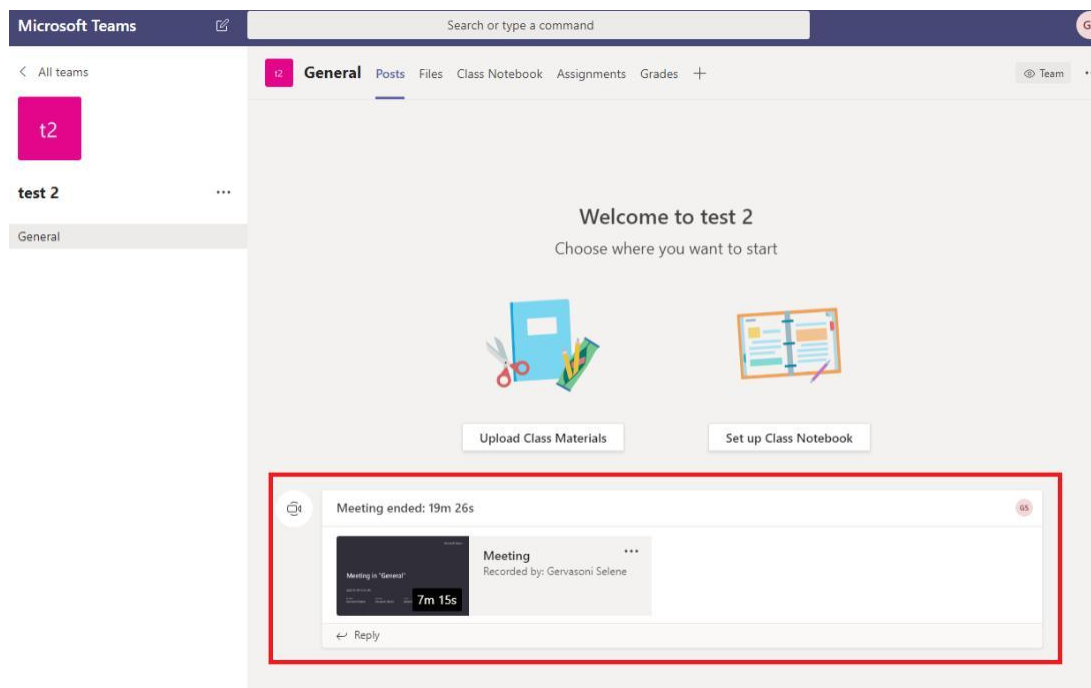 Microsoft Teams
Search or type a command
G
All teams
t2
General Posts Files Class Notebook Assignments Grades
Team
t2
test 2
General
Welcome to test 2
Choose where you want to start
Upload Class Materials
Set up Class Notebook
Meeting ended: 19m 26s
GS
Meeting in "General"
7m 15s
Meeting
Recorded by: Gervasoni Selene
Reply